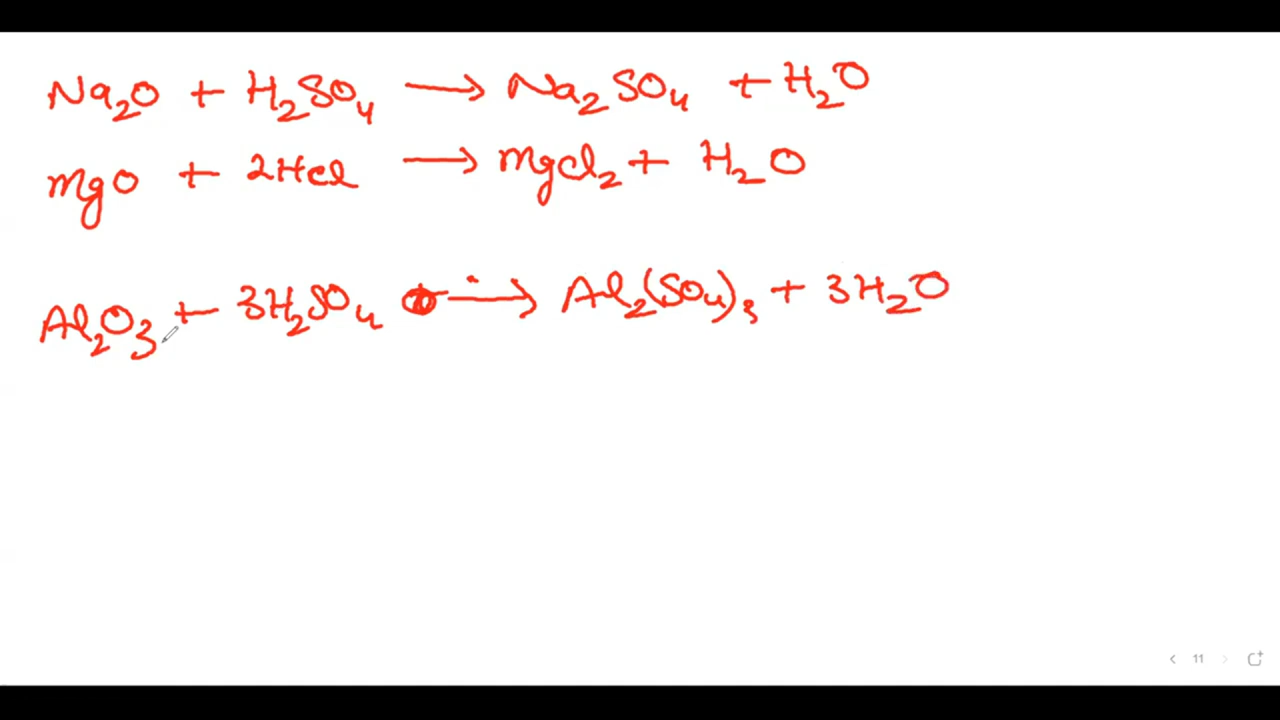 Na₂O + H₂SO₄ → Na₂SO₄ + H₂O
MgO + 2HCl → MgCl₂ + H₂O
Al₂O₃ + 3H₂SO₄ → Al₂(SO₄)₃ + 3H₂O
11